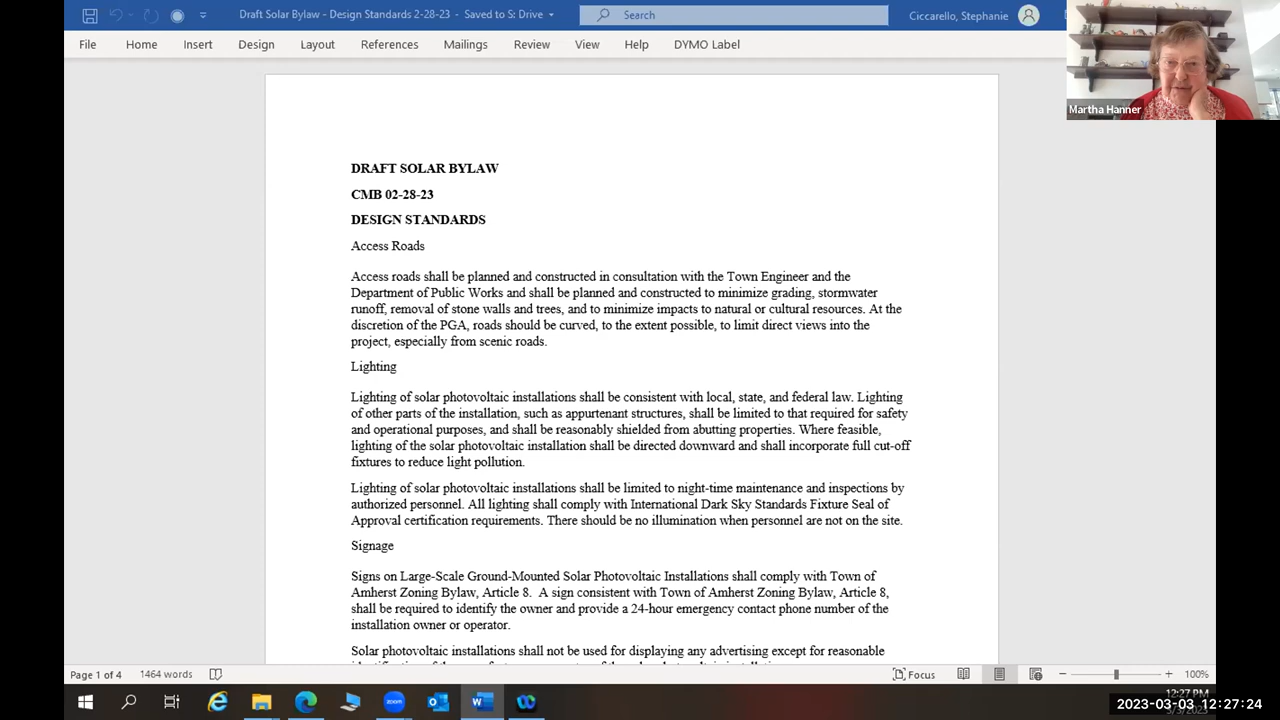 Draft Solar Bylaw - Design Standards 2-28-23 - Saved to S: Drive
Search
Ciccarello, Stephanie
File Home Insert Design Layout References Mailings Review View Help DYMO Label
Martha Hanner
DRAFT SOLAR BYLAW
CMB 02-28-23
DESIGN STANDARDS
Access Roads
Access roads shall be planned and constructed in consultation with the Town Engineer and the
Department of Public Works and shall be planned and constructed to minimize grading, stormwater
runoff, removal of stone walls and trees, and to minimize impacts to natural or cultural resources. At the
discretion of the PGA, roads should be curved, to the extent possible, to limit direct views into the
project, especially from scenic roads.
Lighting
Lighting of solar photovoltaic installations shall be consistent with local, state, and federal law. Lighting
of other parts of the installation, such as appurtenant structures, shall be limited to that required for safety
and operational purposes, and shall be reasonably shielded from abutting properties. Where feasible,
lighting of the solar photovoltaic installation shall be directed downward and shall incorporate full cut-off
fixtures to reduce light pollution.
Lighting of solar photovoltaic installations shall be limited to night-time maintenance and inspections by
authorized personnel. All lighting shall comply with International Dark Sky Standards Fixture Seal of
Approval certification requirements. There should be no illumination when personnel are not on the site.
Signage
Signs on Large-Scale Ground-Mounted Solar Photovoltaic Installations shall comply with Town of
Amherst Zoning Bylaw, Article 8. A sign consistent with Town of Amherst Zoning Bylaw, Article 8,
shall be required to identify the owner and provide a 24-hour emergency contact phone number of the
installation owner or operator.
Solar photovoltaic installations shall not be used for displaying any advertising except for reasonable
Page 1 of 4 1464 words Focus 100%
zoom
12:27 PM
2023-03-03 12:27:24